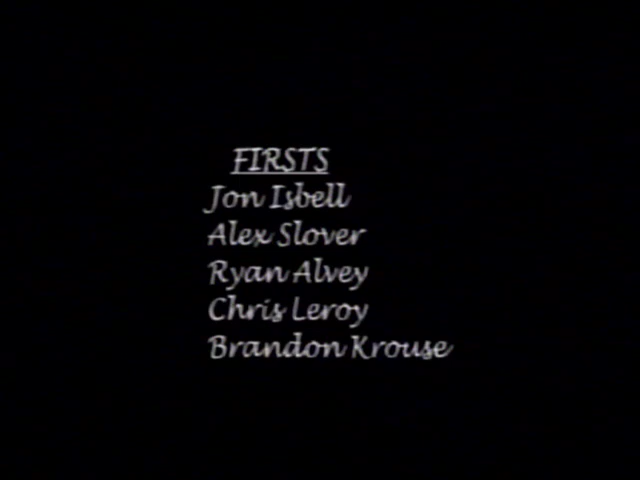 FIRSTS
Jon Isbell
Alex Slover
Ryan Alvey
Chris Leroy
Brandon Krouse